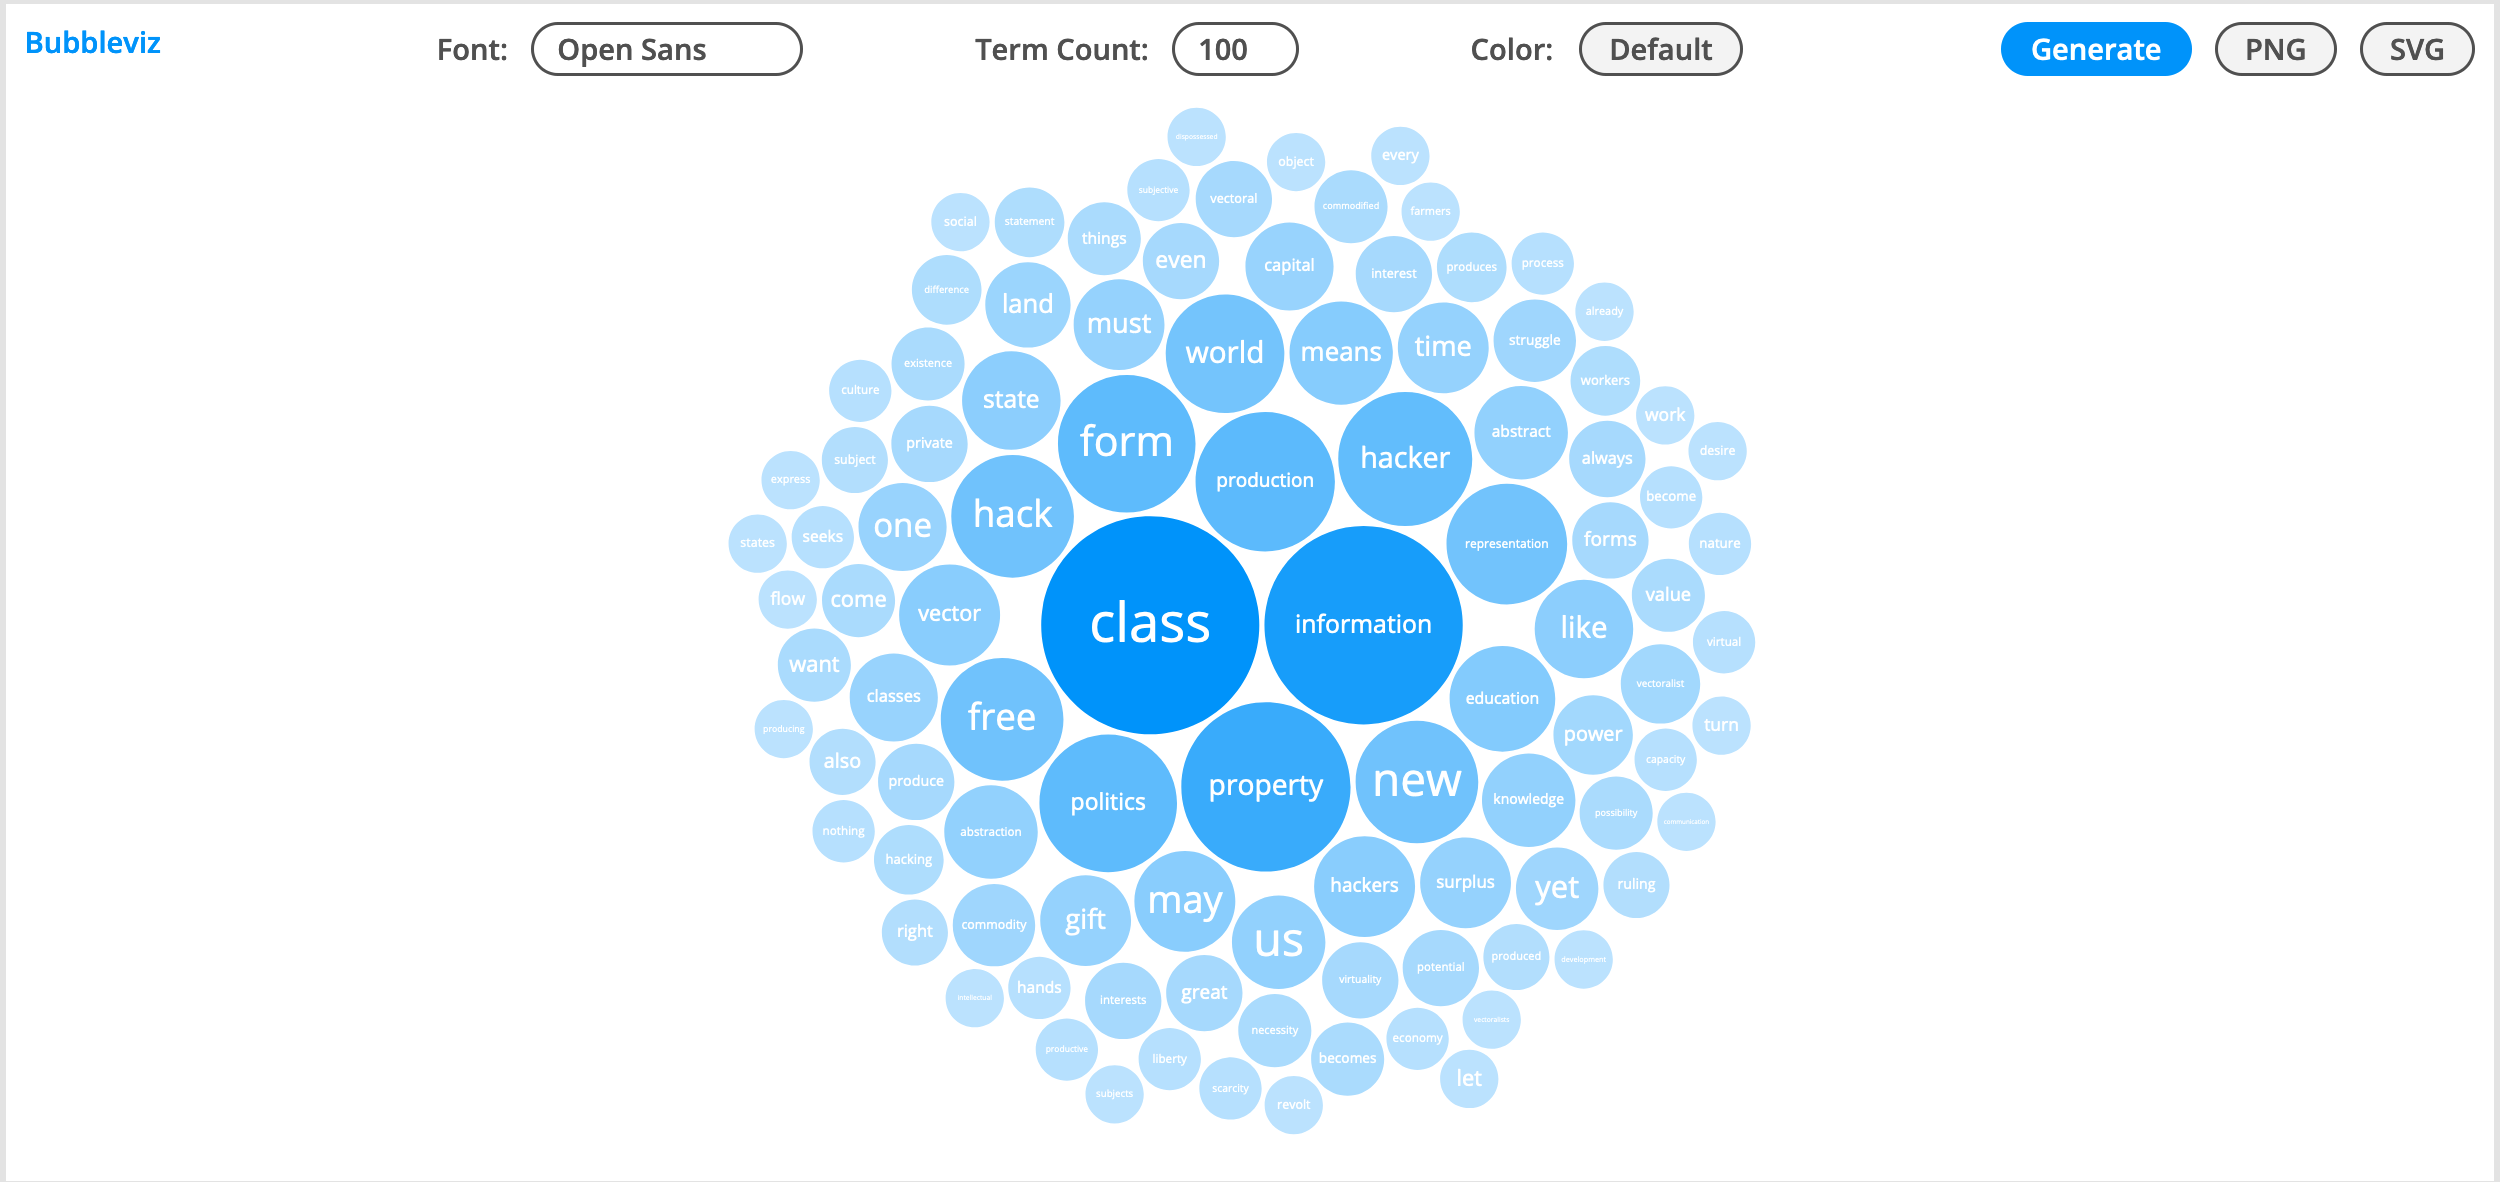 Bubbleviz
Font: Open Sans
Term Count: 100
Color: Default
Generate
PNG
SVG
dispossessed
every
object
subjective
vectoral
commodified
farmers
social
statement
things
even
capital
interest
produces
process
difference
land
must
already
world
means
time
struggle
existence
workers
culture
state
form
hacker
abstract
work
private
always
desire
subject
production
express
become
hack
one
seeks
states
representation
forms
nature
flow
come
vector
class
information
like
value
virtual
want
classes
free
education
vectoralist
power
turn
producing
also
produce
politics
property
new
knowledge
capacity
possibility
communication
nothing
abstraction
hacking
hackers
surplus
yet
ruling
right
commodity
gift
may
us
virtuality
potential
produced
development
intellectual
hands
interests
great
necessity
vectoralists
productive
liberty
becomes
economy
subjects
scarcity
revolt
let